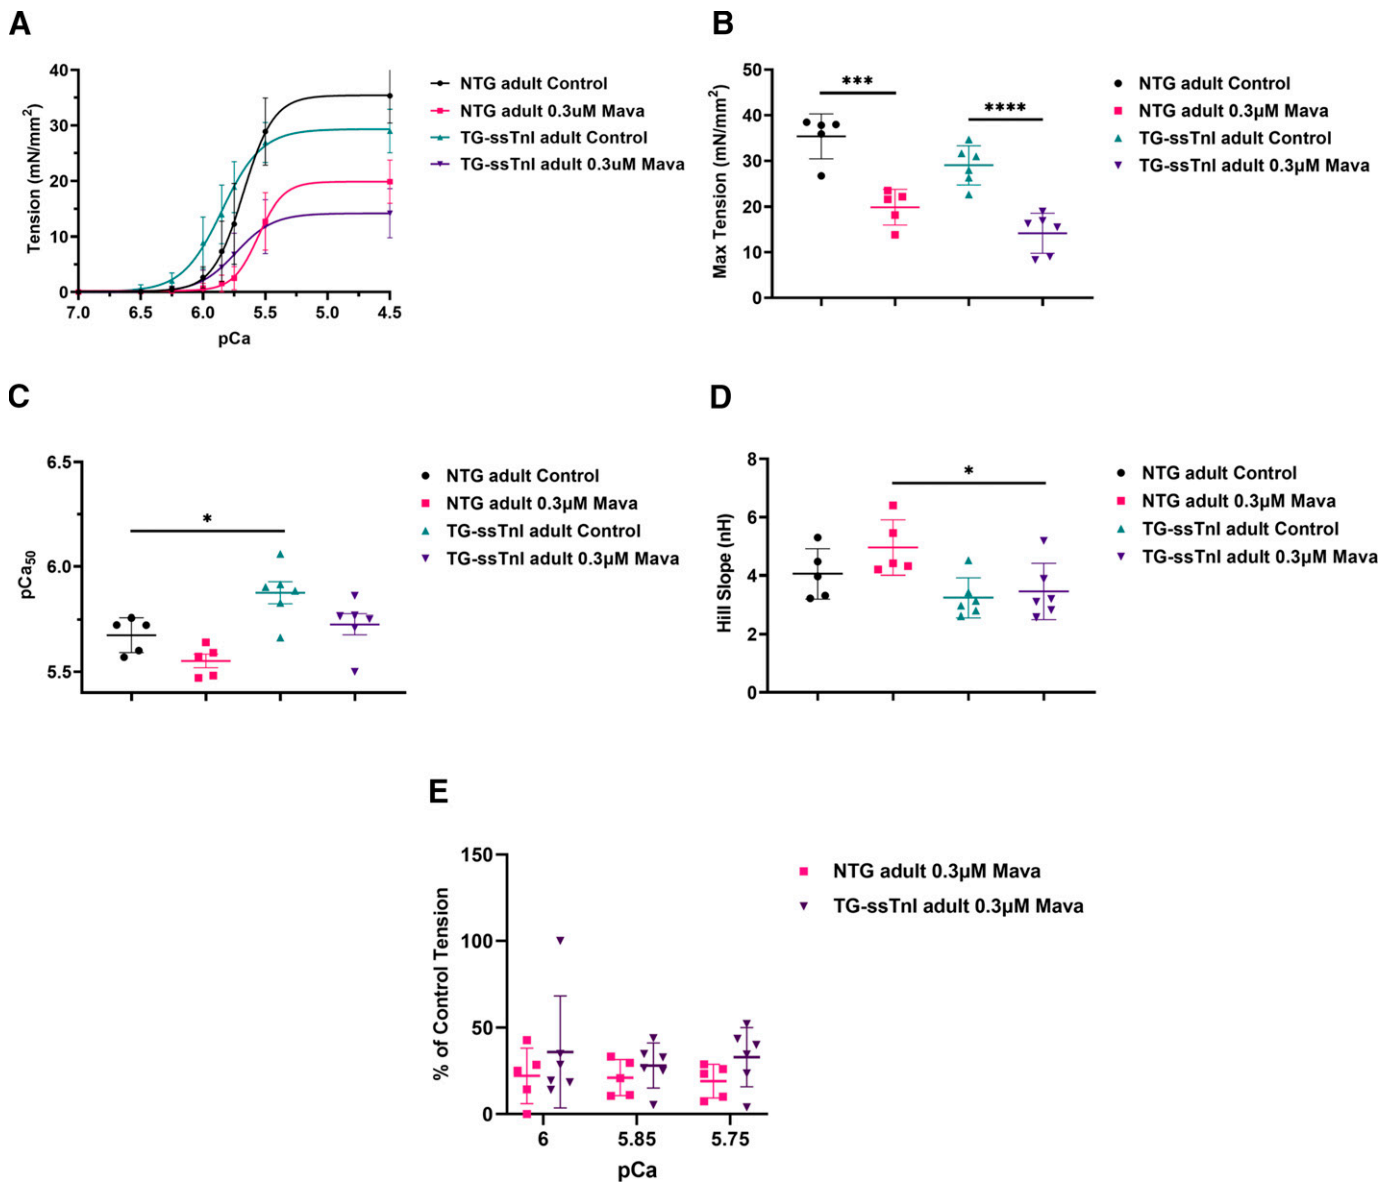 A
40
30
20
10
0
Tension (mN/mm²)
7.0 6.5 6.0 5.5 5.0 4.5
pCa
NTG adult Control
NTG adult 0.3uM Mava
TG-ssTnI adult Control
TG-ssTnI adult 0.3uM Mava
B
50
40
30
20
10
0
Max Tension (mN/mm²)
***
****
NTG adult Control
NTG adult 0.3μM Mava
TG-ssTnI adult Control
TG-ssTnI adult 0.3μM Mava
C
6.5
6.0
5.5
pCa₅₀
*
NTG adult Control
NTG adult 0.3μM Mava
TG-ssTnI adult Control
TG-ssTnI adult 0.3μM Mava
D
8
6
4
2
0
Hill Slope (nH)
*
NTG adult Control
NTG adult 0.3μM Mava
TG-ssTnI adult Control
TG-ssTnI adult 0.3μM Mava
E
150
100
50
0
% of Control Tension
6 5.85 5.75
pCa
NTG adult 0.3μM Mava
TG-ssTnI adult 0.3μM Mava